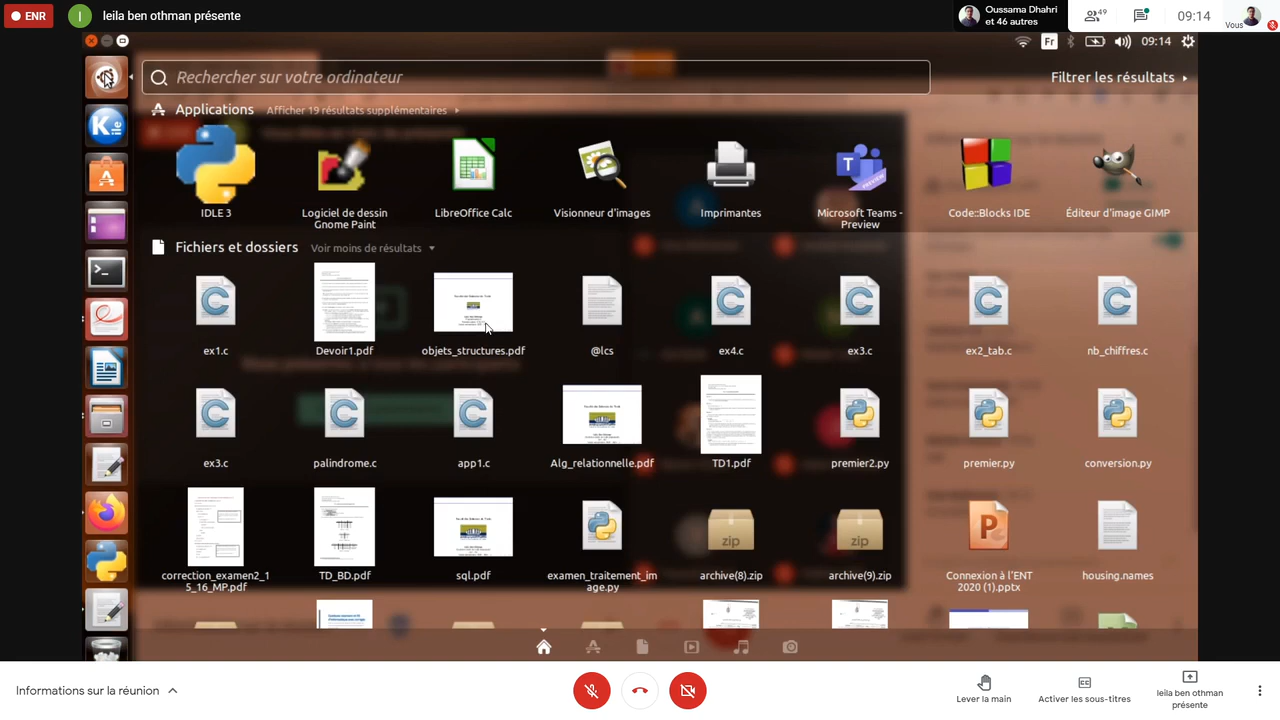 ENR
I
leila ben othman présente
Oussama Dhahri
et 46 autres
49
09:14
Vous
Fr
09:14
Rechercher sur votre ordinateur
Filtrer les résultats
Applications
Afficher 19 résultats supplémentaires
IDLE 3
Logiciel de dessin
Gnome Paint
LibreOffice Calc
Visionneur d'images
Imprimantes
Microsoft Teams -
Preview
Code::Blocks IDE
Éditeur d'image GIMP
Fichiers et dossiers
Voir moins de résultats
ex1.c
Devoir1.pdf
objets_structures.pdf
@lcs
ex4.c
ex3.c
ex2_tab.c
nb_chiffres.c
ex3.c
palindrome.c
app1.c
Alg_relationnelle.pdf
TD1.pdf
premier2.py
premier.py
conversion.py
correction_examen2_1
5_16_MP.pdf
TD_BD.pdf
sql.pdf
examen_traitement_im
age.py
zip
archive(8).zip
zip
archive(9).zip
Connexion à l'ENT
2020 (1).pptx
housing.names
Informations sur la réunion
Lever la main
Activer les sous-titres
leila ben othman
présente